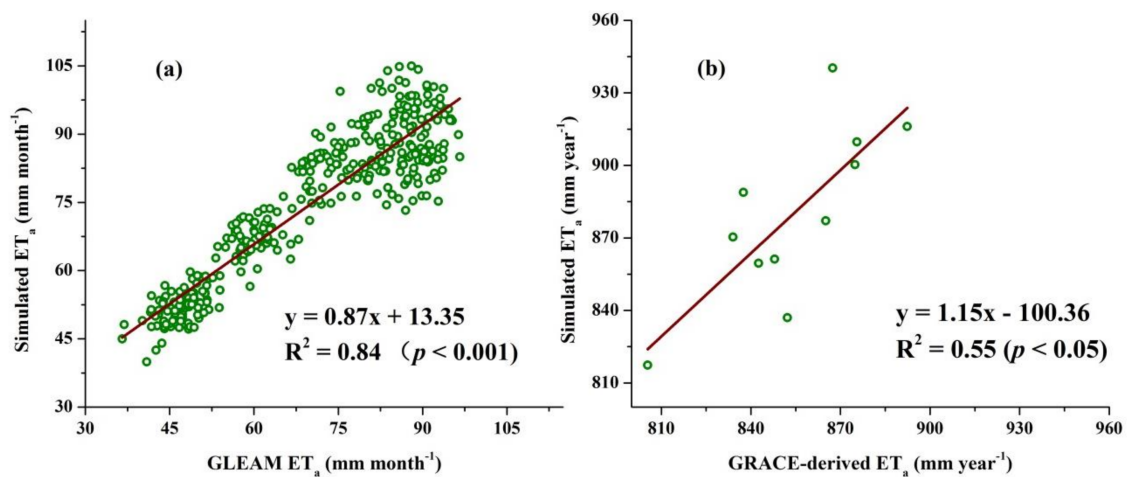 (a)
Simulated ETa (mm month-1)
105
90
75
60
45
30
30 45 60 75 90 105
GLEAM ETa (mm month-1)
y = 0.87x + 13.35
R2 = 0.84 （p < 0.001)
(b)
Simulated ETa (mm year-1)
960
930
900
870
840
810
810 840 870 900 930 960
GRACE-derived ETa (mm year-1)
y = 1.15x - 100.36
R2 = 0.55 (p < 0.05)